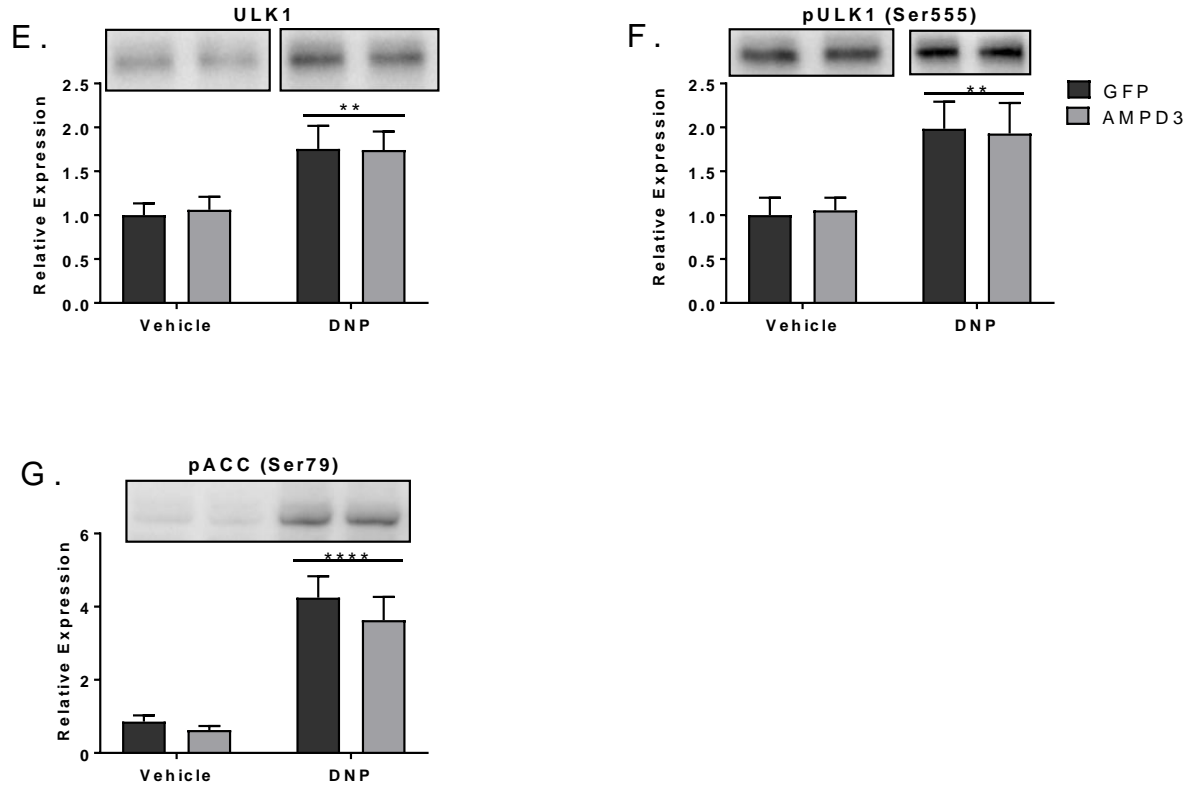 E.
ULK1
2.5
2.0
1.5
1.0
0.5
0.0
Relative Expression
**
Vehicle DNP
F.
pULK1 (Ser555)
2.5
2.0
1.5
1.0
0.5
0.0
Relative Expression
**
Vehicle DNP
GFP
AMPD3
G.
pACC (Ser79)
6
4
2
0
Relative Expression
****
Vehicle DNP